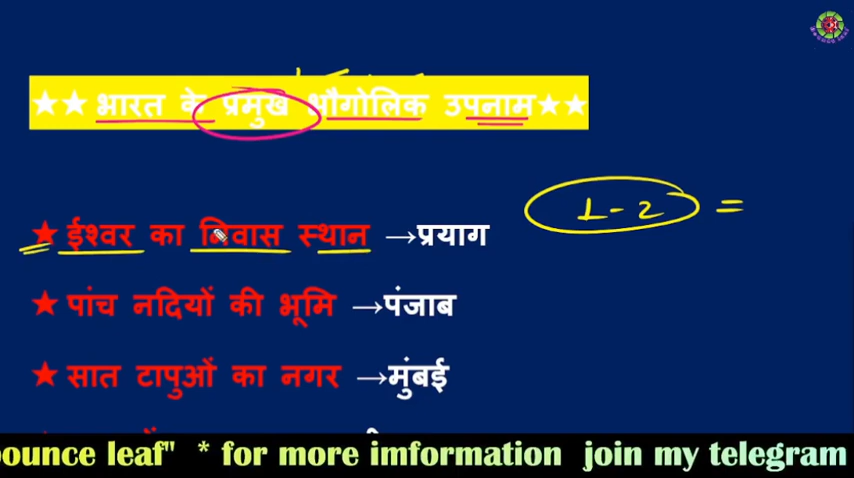 ★★ भारत के प्रमुख भौगोलिक उपनाम★★
1-2 =
★ ईश्वर का निवास स्थान →प्रयाग
★ पांच नदियों की भूमि →पंजाब
★ सात टापुओं का नगर →मुंबई
ounce leaf" * for more imformation join my telegram